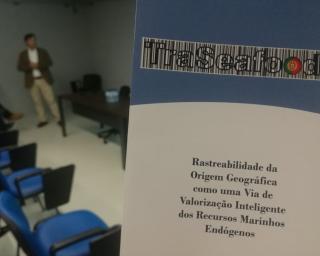 TraSeafood
Rastreabilidade da
Origem Geográfica
como uma Via de
Valorização Inteligente
dos Recursos Marinhos
Endógenos